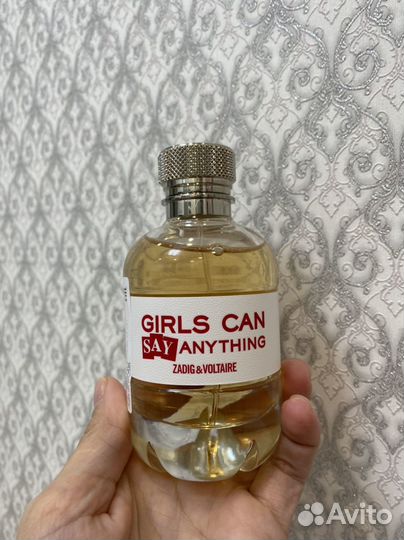 GIRLS CAN
SAY ANYTHING
ZADIG&VOLTAIRE
Avito